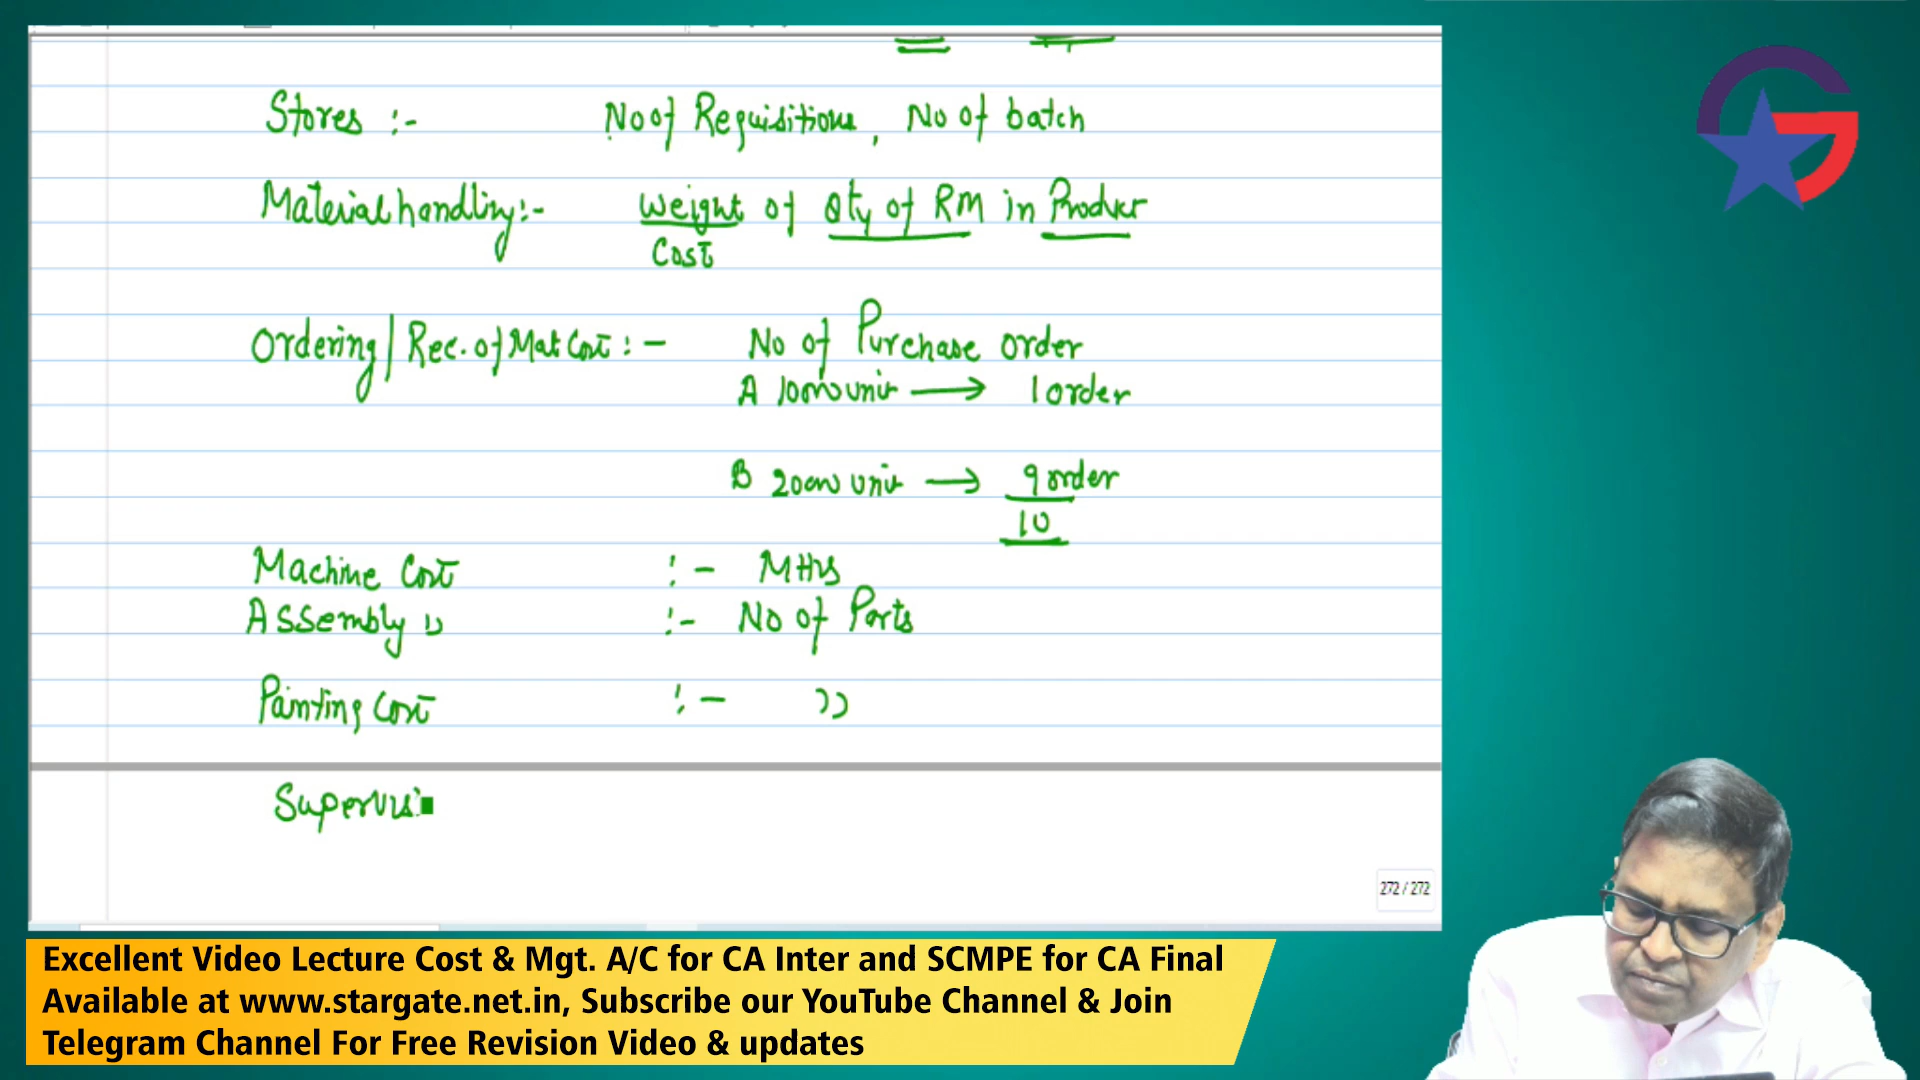 Stores :- No of Requisitions, No of batch
Material handling :- Weight of Qty of RM in Product
Cost
Ordering / Rec. of Mat Cost :- No of Purchase order
A 10000 unit → 1 order
B 20000 unit → 9 order
10
Machine Cost :- MHrs
Assembly ,, :- No of Parts
Painting Cost :- ,,
Supervisi
272 / 272
Excellent Video Lecture Cost & Mgt. A/C for CA Inter and SCMPE for CA Final
Available at www.stargate.net.in, Subscribe our YouTube Channel & Join
Telegram Channel For Free Revision Video & updates